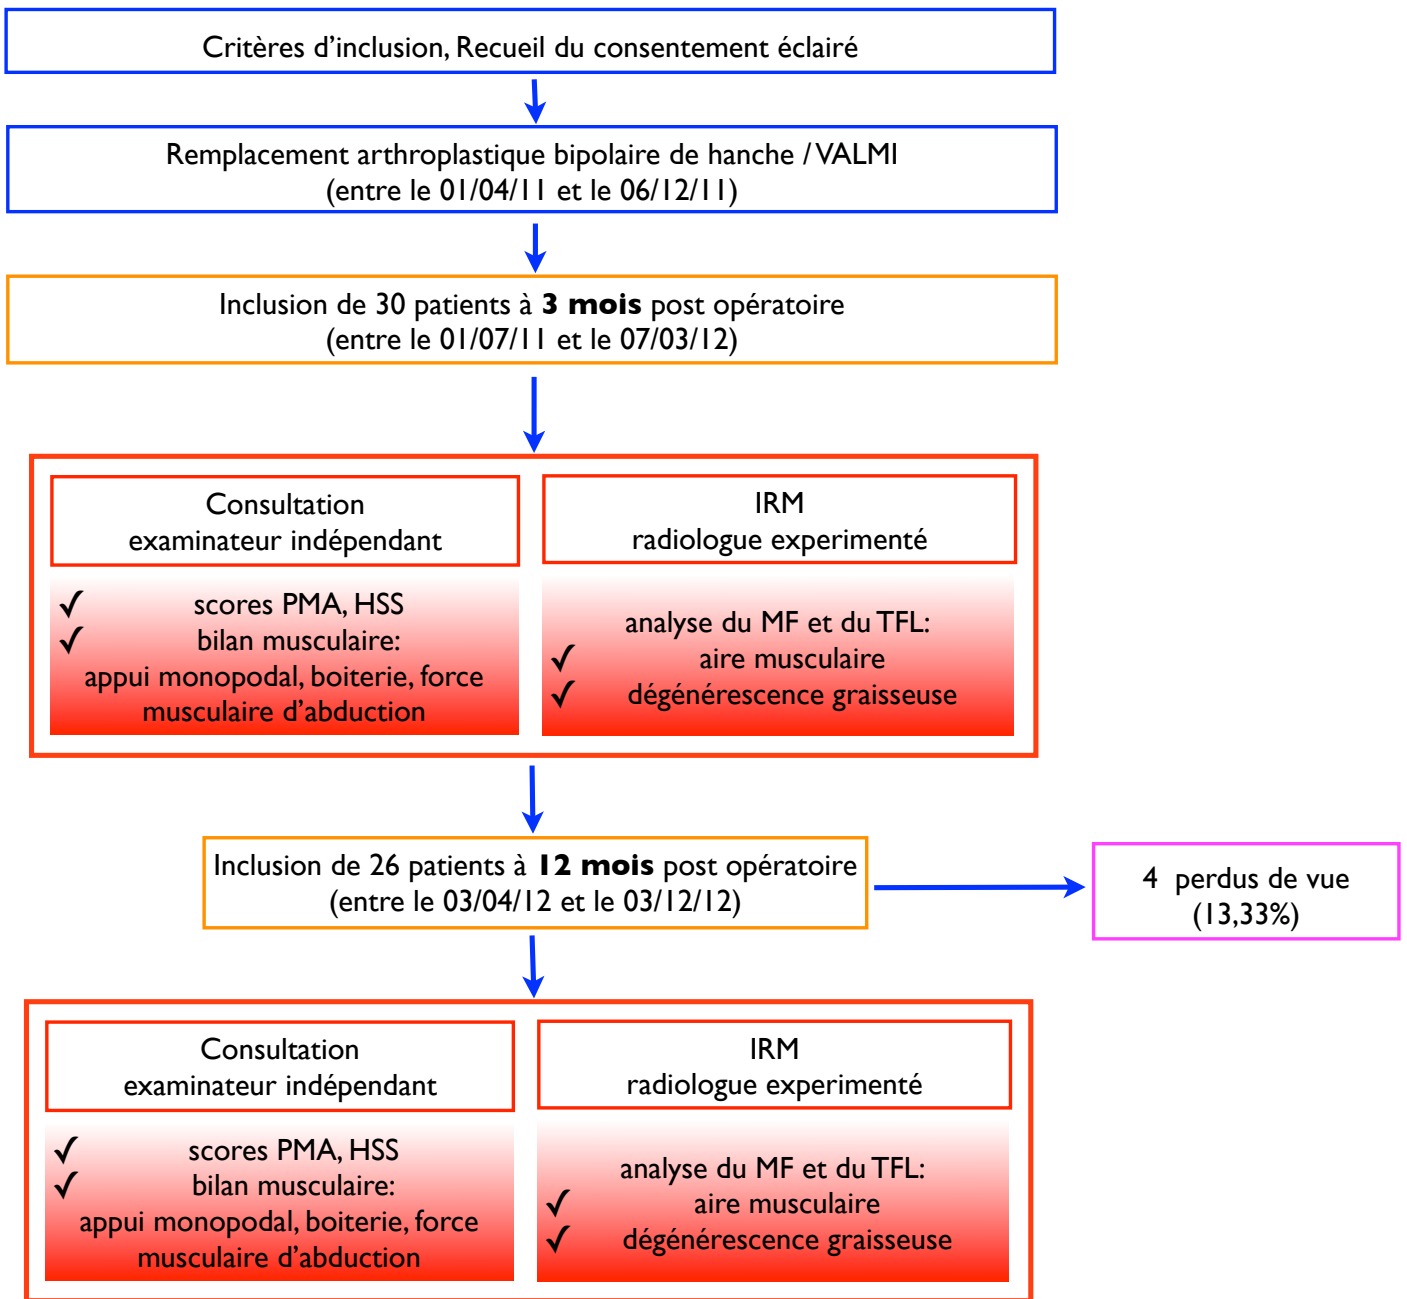 Critères d'inclusion, Recueil du consentement éclairé
Remplacement arthroplastique bipolaire de hanche / VALMI
(entre le 01/04/11 et le 06/12/11)
Inclusion de 30 patients à 3 mois post opératoire
(entre le 01/07/11 et le 07/03/12)
Consultation
examinateur indépendant
✓ scores PMA, HSS
✓ bilan musculaire:
appui monopodal, boiterie, force
musculaire d'abduction
IRM
radiologue experimenté
analyse du MF et du TFL:
✓ aire musculaire
✓ dégénérescence graisseuse
Inclusion de 26 patients à 12 mois post opératoire
(entre le 03/04/12 et le 03/12/12)
4 perdus de vue
(13,33%)
Consultation
examinateur indépendant
✓ scores PMA, HSS
✓ bilan musculaire:
appui monopodal, boiterie, force
musculaire d'abduction
IRM
radiologue experimenté
analyse du MF et du TFL:
✓ aire musculaire
✓ dégénérescence graisseuse